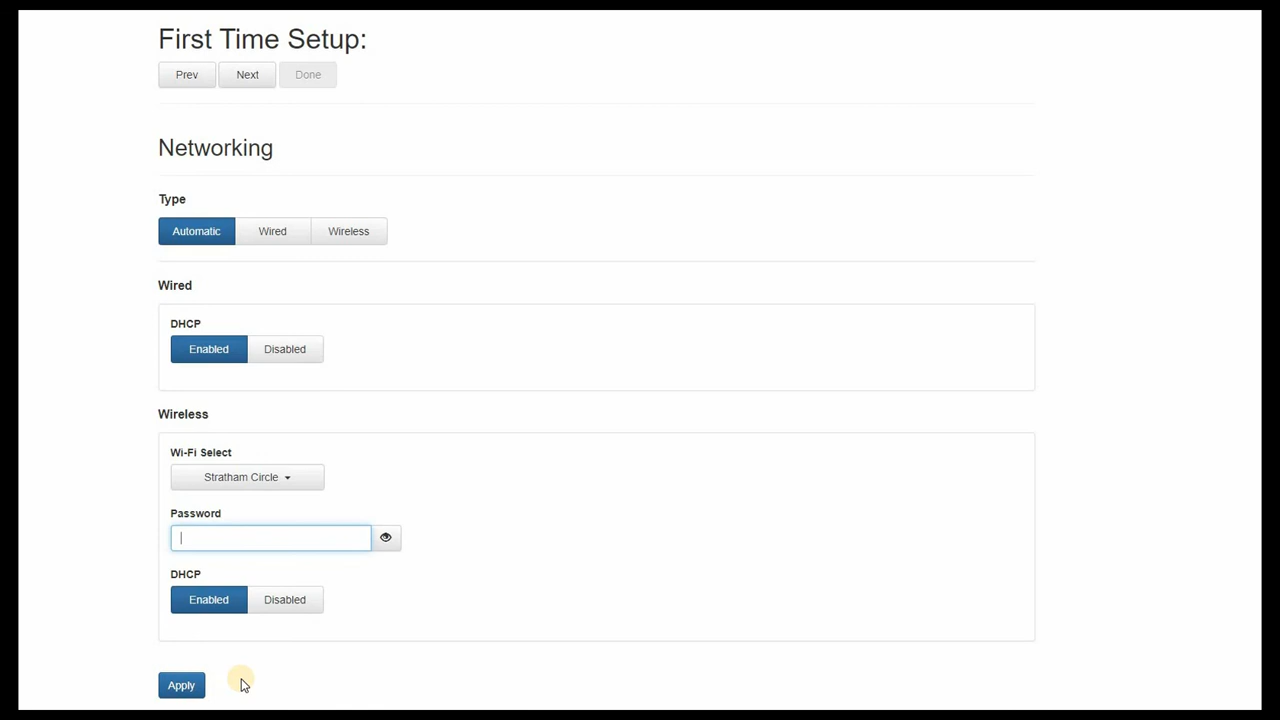 First Time Setup:
Prev Next Done
Networking
Type
Automatic Wired Wireless
Wired
DHCP
Enabled Disabled
Wireless
Wi-Fi Select
Stratham Circle
Password
DHCP
Enabled Disabled
Apply